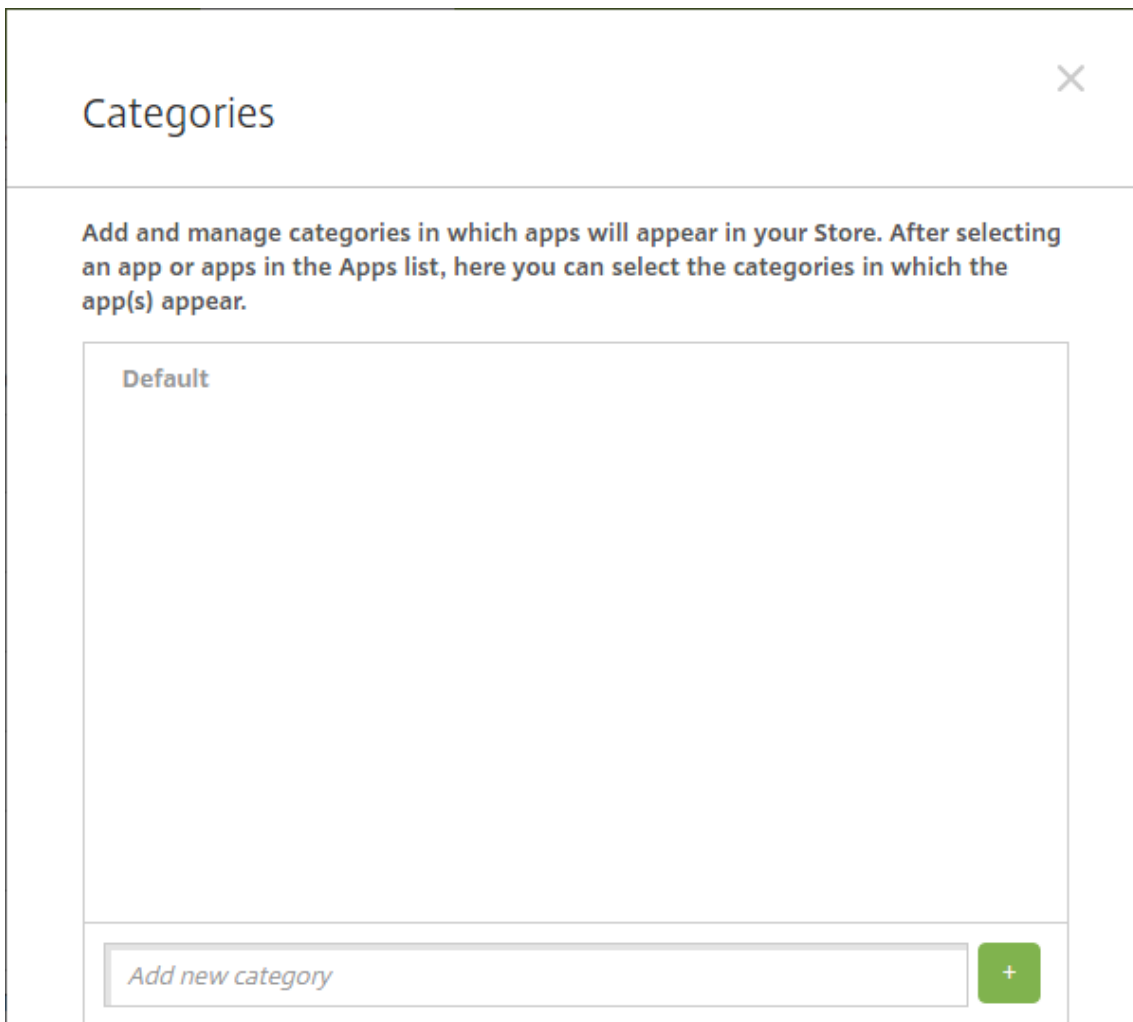 Categories
Add and manage categories in which apps will appear in your Store. After selecting
an app or apps in the Apps list, here you can select the categories in which the
app(s) appear.
Default
Add new category
+